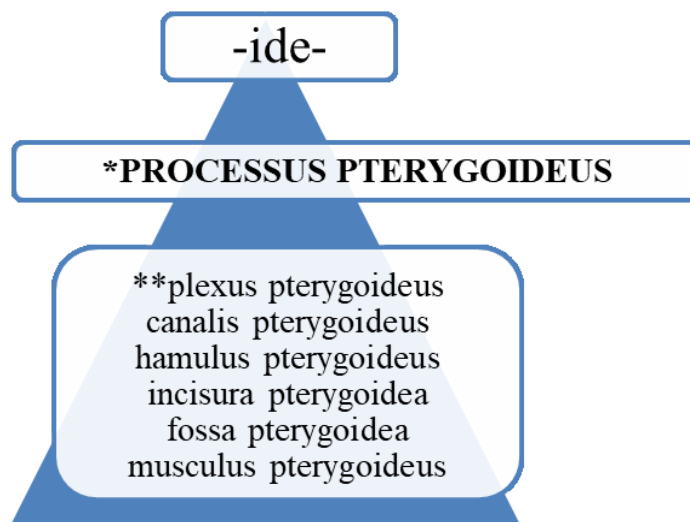 -ide-
*PROCESSUS PTERYGOIDEUS
**plexus pterygoideus
canalis pterygoideus
hamulus pterygoideus
incisura pterygoidea
fossa pterygoidea
musculus pterygoideus